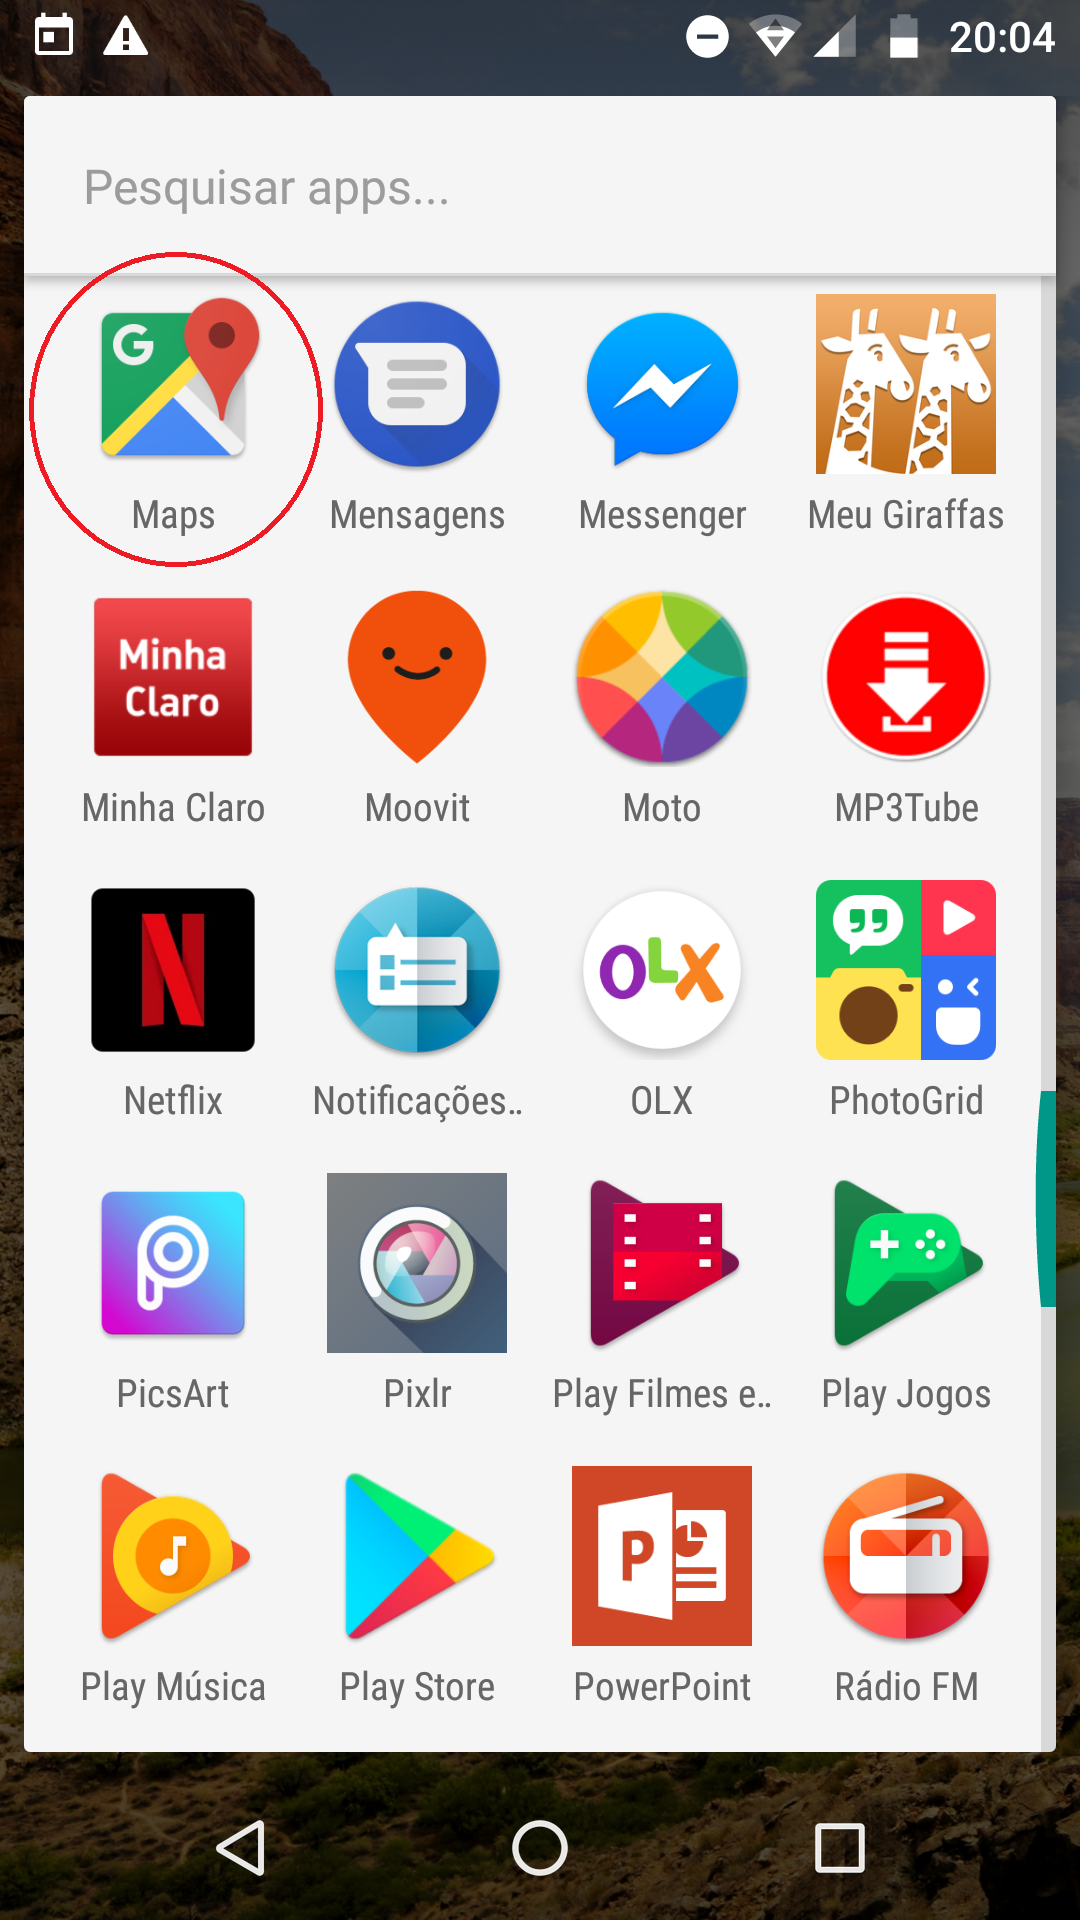 20:04
Pesquisar apps...
G
Maps
Mensagens
Messenger
Meu Giraffas
Minha
Claro
Minha Claro
Moovit
Moto
MP3Tube
N
OLX
Netflix
Notificações..
OLX
PhotoGrid
P
PicsArt
Pixlr
Play Filmes e..
Play Jogos
P
Play Música
Play Store
PowerPoint
Rádio FM